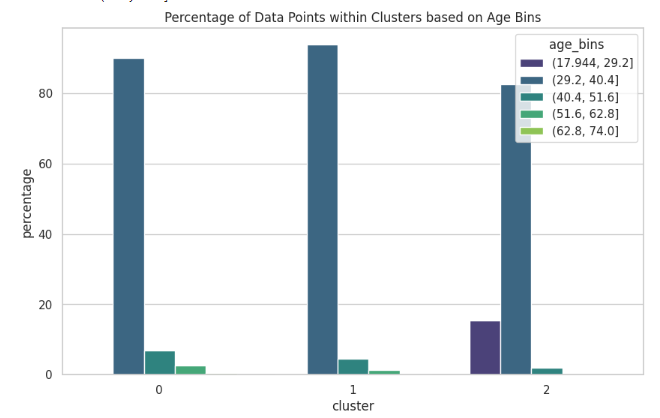 Percentage of Data Points within Clusters based on Age Bins
age_bins
(17.944, 29.2]
(29.2, 40.4]
(40.4, 51.6]
(51.6, 62.8]
(62.8, 74.0]
percentage
80
60
40
20
0
0 1 2
cluster